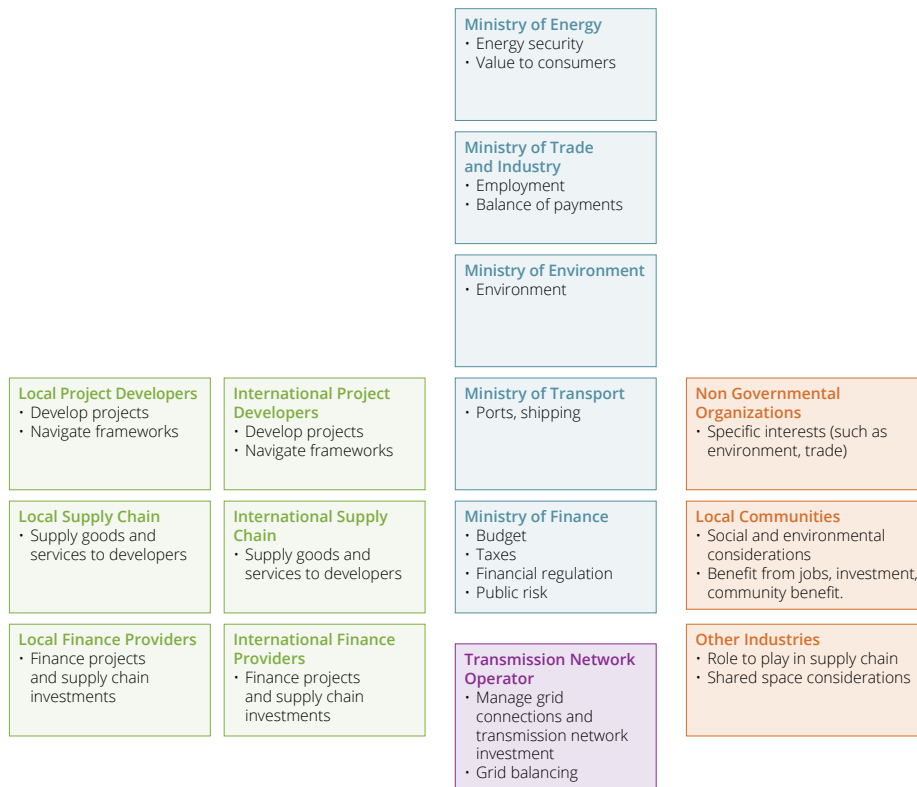 Ministry of Energy
• Energy security
• Value to consumers
Ministry of Trade
and Industry
• Employment
• Balance of payments
Ministry of Environment
• Environment
Local Project Developers
• Develop projects
• Navigate frameworks
International Project
Developers
• Develop projects
• Navigate frameworks
Ministry of Transport
• Ports, shipping
Non Governmental
Organizations
• Specific interests (such as
environment, trade)
Local Supply Chain
• Supply goods and
services to developers
International Supply
Chain
• Supply goods and
services to developers
Ministry of Finance
• Budget
• Taxes
• Financial regulation
• Public risk
Local Communities
• Social and environmental
considerations
• Benefit from jobs, investment,
community benefit.
Local Finance Providers
• Finance projects
and supply chain
investments
International Finance
Providers
• Finance projects
and supply chain
investments
Transmission Network
Operator
• Manage grid
connections and
transmission network
investment
• Grid balancing
Other Industries
• Role to play in supply chain
• Shared space considerations